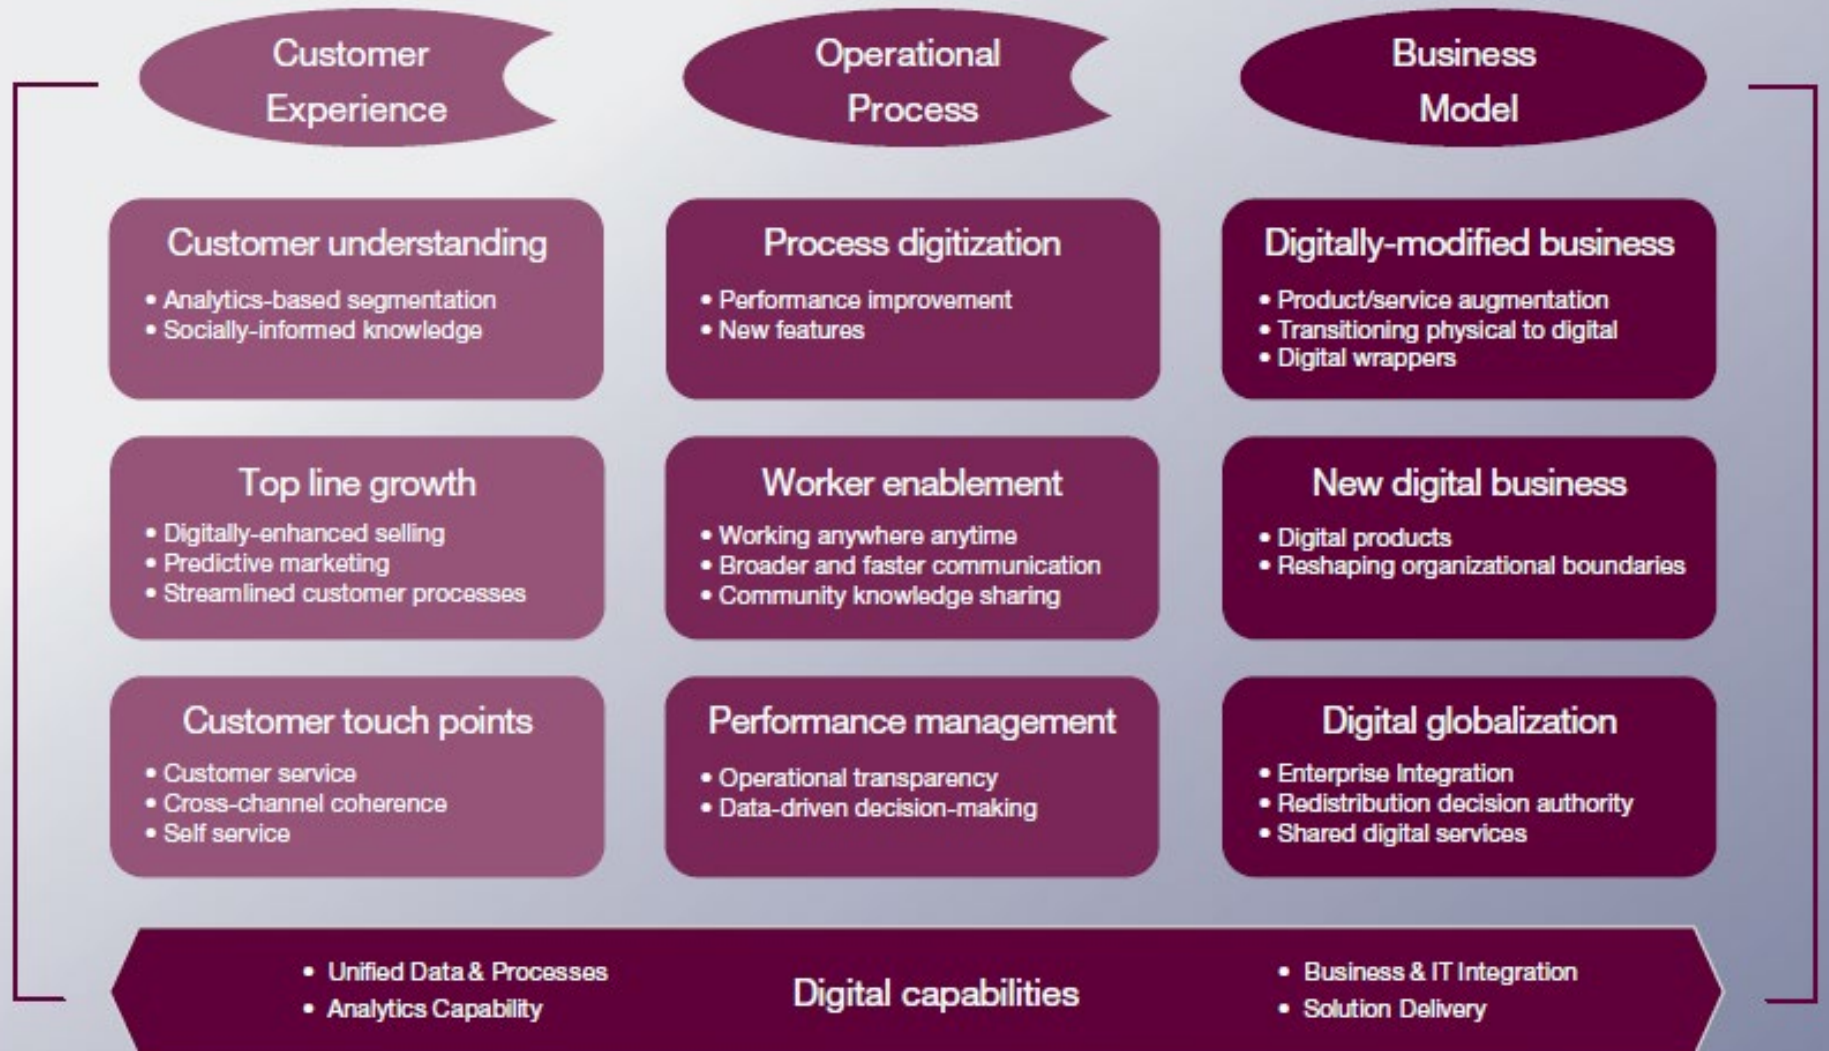 Customer
Experience
Operational
Process
Business
Model
Customer understanding
• Analytics-based segmentation
• Socially-informed knowledge
Process digitization
• Performance improvement
• New features
Digitally-modified business
• Product/service augmentation
• Transitioning physical to digital
• Digital wrappers
Top line growth
• Digitally-enhanced selling
• Predictive marketing
• Streamlined customer processes
Worker enablement
• Working anywhere anytime
• Broader and faster communication
• Community knowledge sharing
New digital business
• Digital products
• Reshaping organizational boundaries
Customer touch points
• Customer service
• Cross-channel coherence
• Self service
Performance management
• Operational transparency
• Data-driven decision-making
Digital globalization
• Enterprise Integration
• Redistribution decision authority
• Shared digital services
• Unified Data & Processes
• Analytics Capability
Digital capabilities
• Business & IT Integration
• Solution Delivery